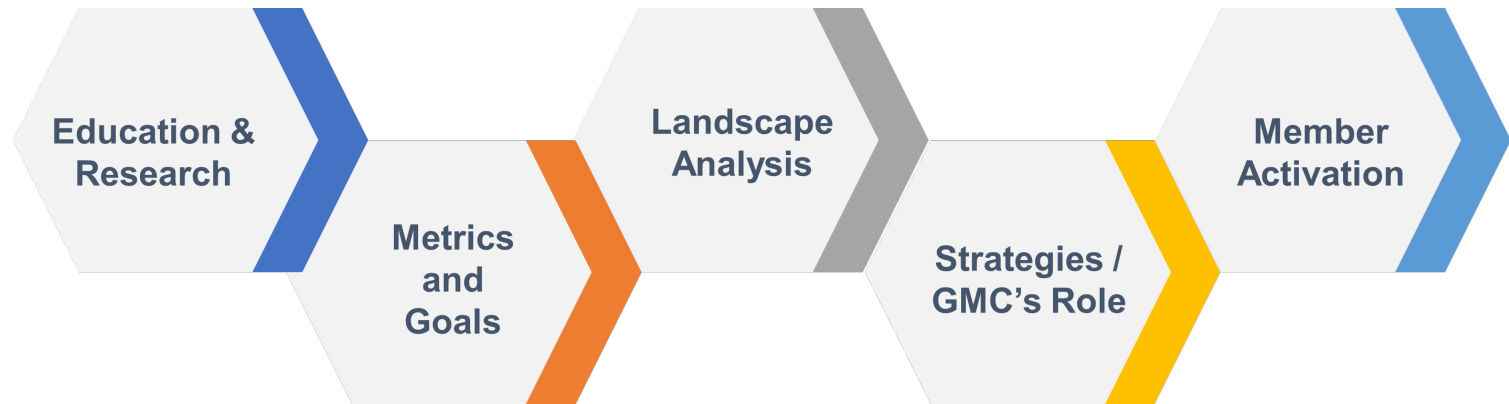 Education &
Research
Metrics
and
Goals
Landscape
Analysis
Strategies /
GMC’s Role
Member
Activation